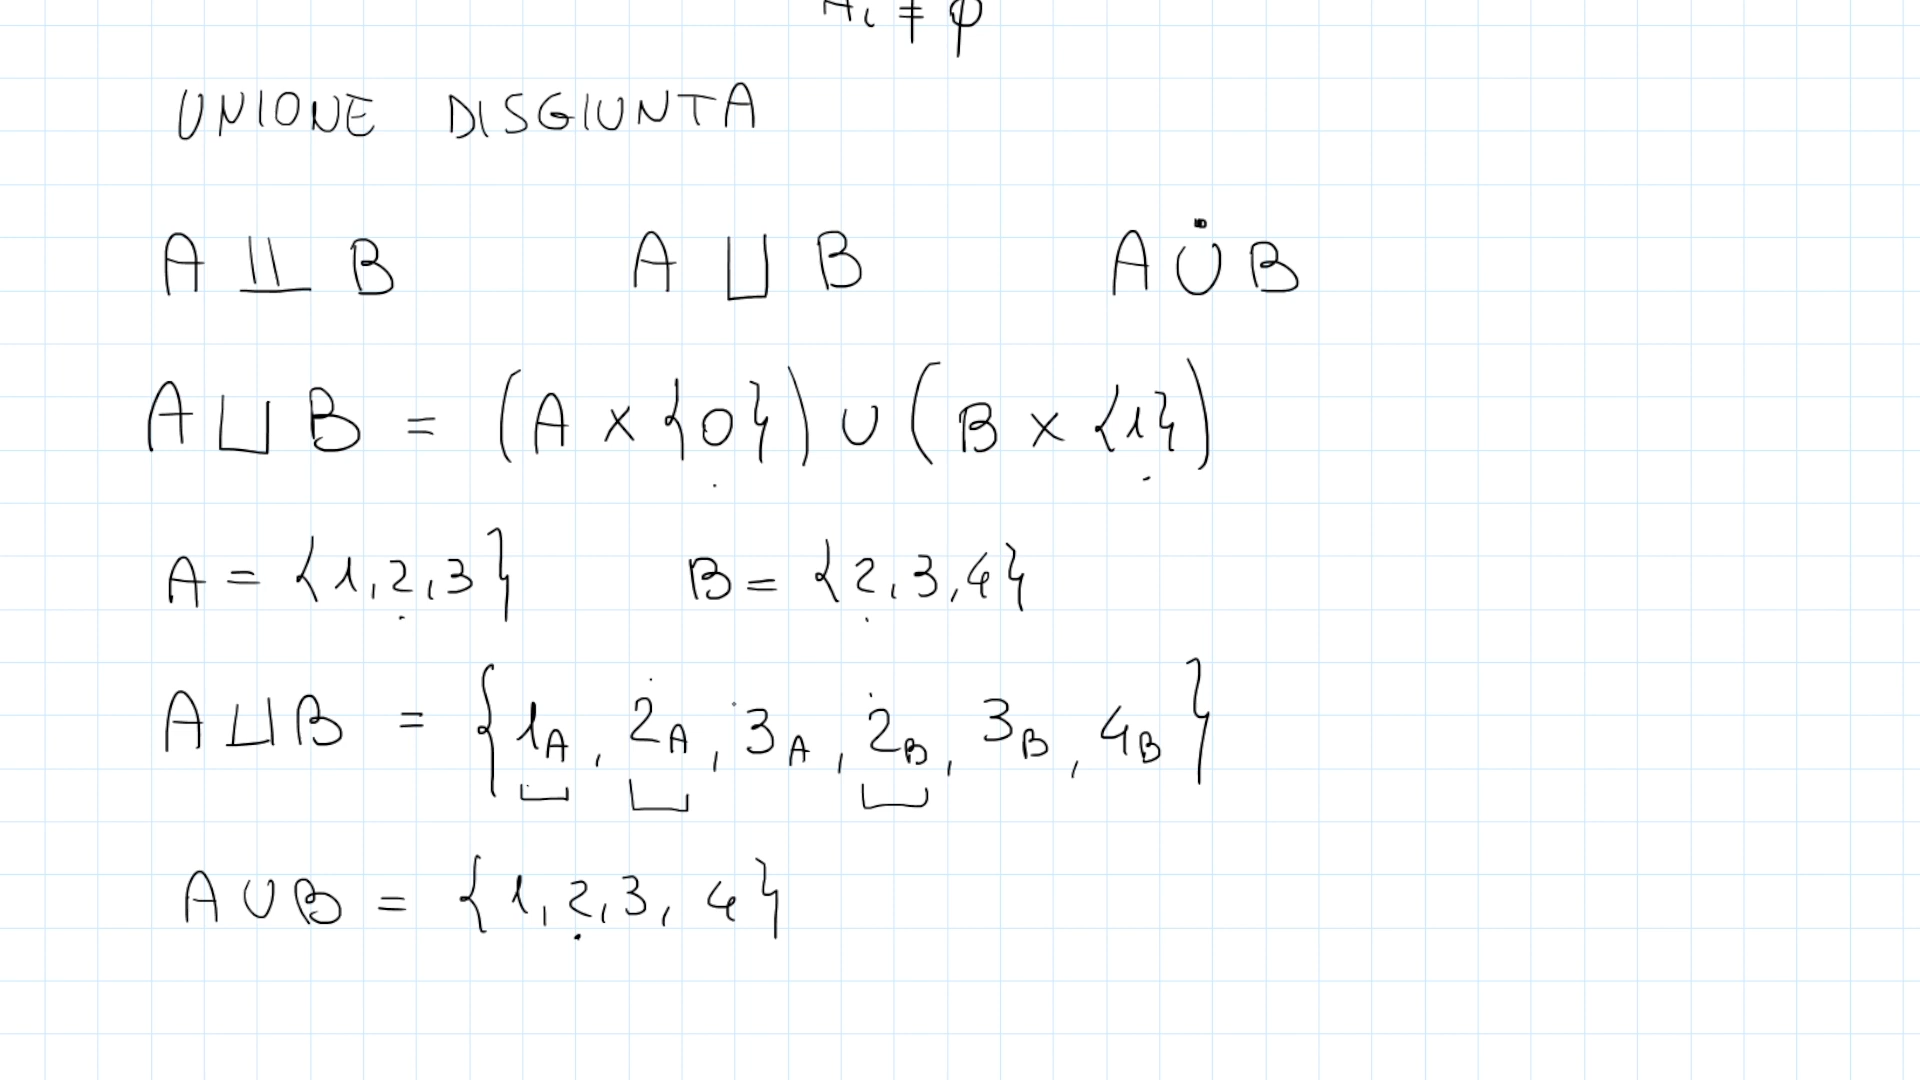 Ai ≠ φ
UNIONE DISGIUNTA
A ⨿ B A ⊔ B A ⊍ B
A ⊔ B = (A × {0}) ∪ (B × {1})
A = {1, 2, 3} B = {2, 3, 4}
A ⊔ B = {1_A, 2_A, 3_A, 2_B, 3_B, 4_B}
A ∪ B = {1, 2, 3, 4}